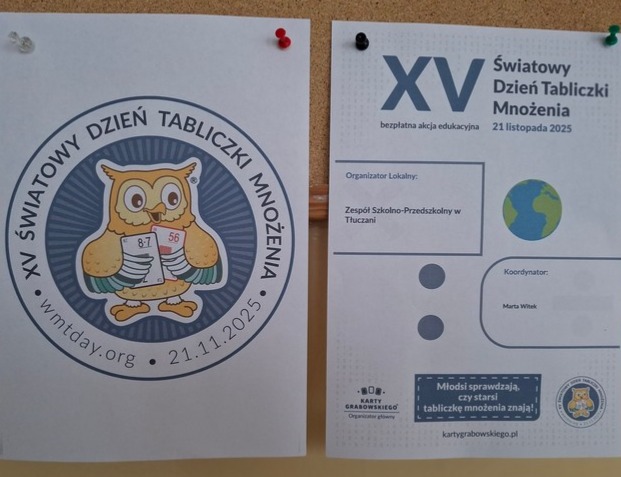 XV ŚWIATOWY DZIEŃ TABLICZKI MNOŻENIA
®
8·7
56
wmtday.org • 21.11.2025
XV
Światowy
Dzień Tabliczki
Mnożenia
bezpłatna akcja edukacyjna
21 listopada 2025
Organizator Lokalny:
Zespół Szkolno-Przedszkolny w
Tłuczani
Koordynator:
Marta Witek
KARTY
GRABOWSKIEGO
Organizator główny
Młodsi sprawdzają,
czy starsi
tabliczkę mnożenia znają!
kartygrabowskiego.pl